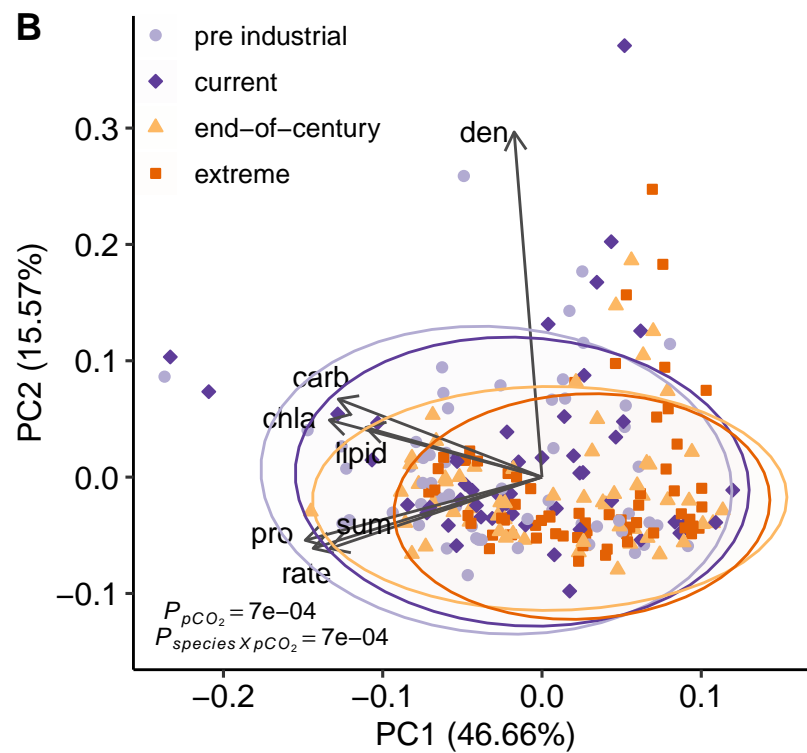 B
pre industrial
current
end−of−century
extreme
den
carb
chla
lipid
sum
pro
rate
P pCO₂ = 7e−04
P species X pCO₂ = 7e−04
0.3
0.2
0.1
0.0
−0.1
PC2 (15.57%)
−0.2 −0.1 0.0 0.1
PC1 (46.66%)